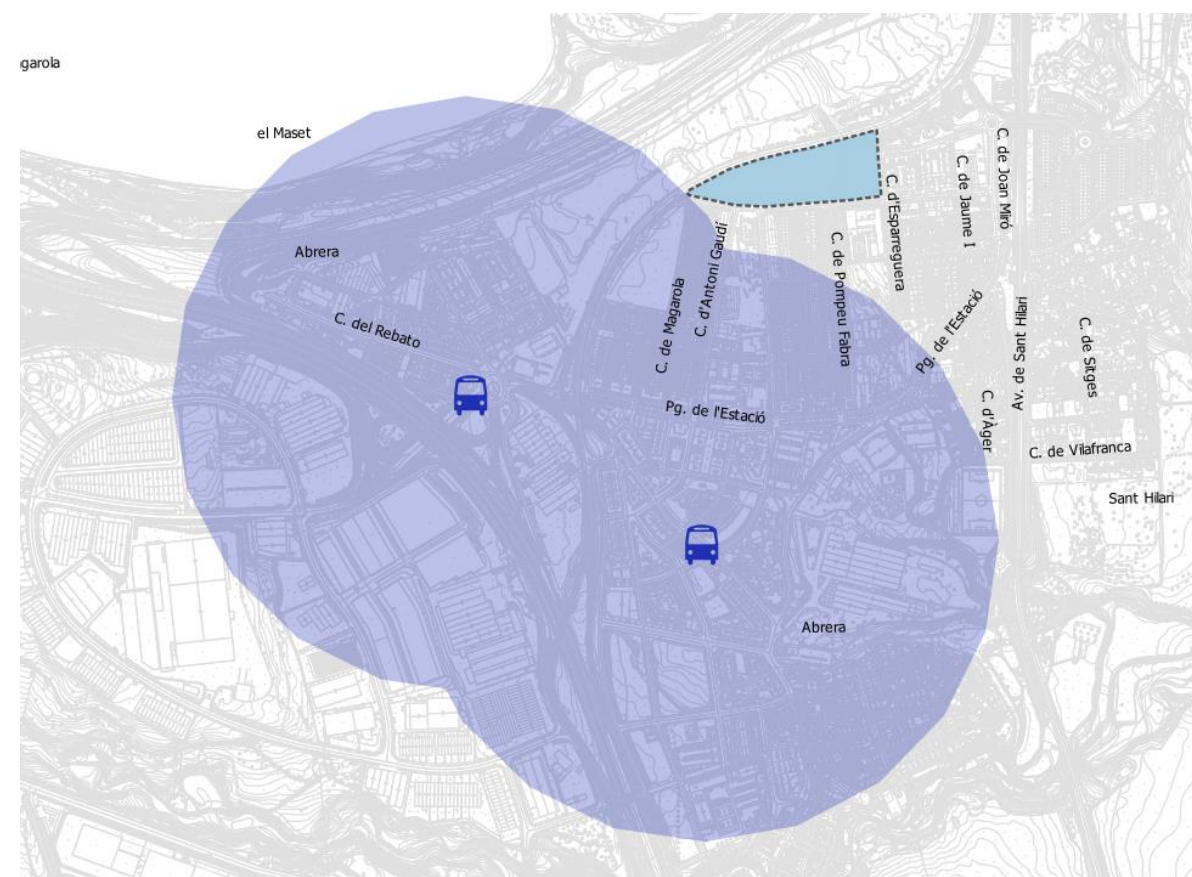 garola
el Maset
C. de Joan Miró
C. de Jaume I
C. d'Esparreguera
C. d'Antoni Gaudí
C. de Pompeu Fabra
Abrera
C. de Magarola
Pg. de l'Estació
C. del Rebato
Av. de Sant Hilari
C. de Sitges
Pg. de l'Estació
C. d'Àger
C. de Vilafranca
Sant Hilari
Abrera